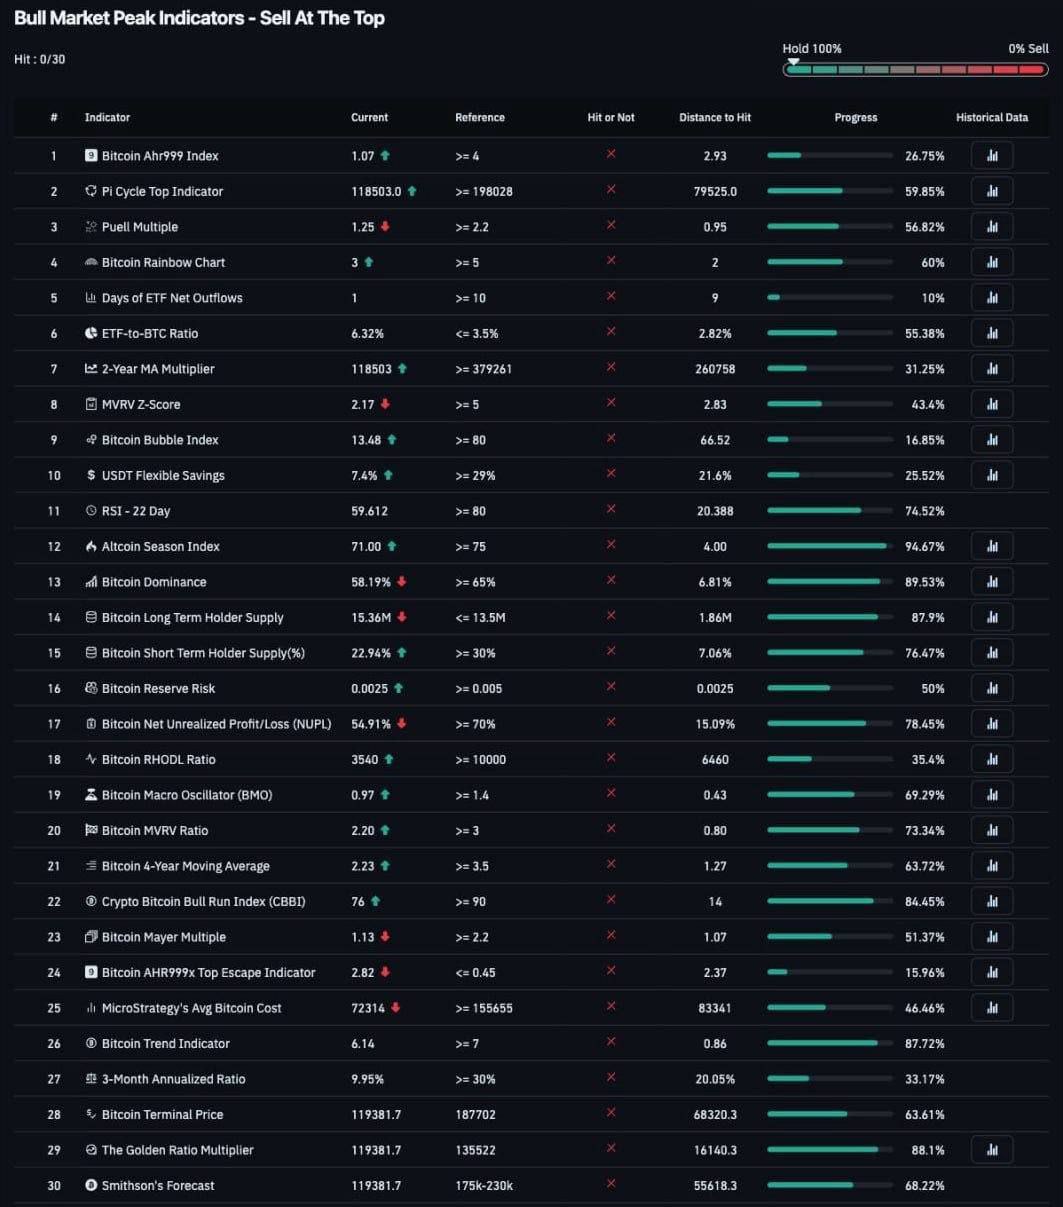 Bull Market Peak Indicators - Sell At The Top
Hit : 0/30
Hold 100% 0% Sell
# Indicator Current Reference Hit or Not Distance to Hit Progress Historical Data
1 Bitcoin Ahr999 Index 1.07 >= 4 2.93 26.75%
2 Pi Cycle Top Indicator 118503.0 >= 198028 79525.0 59.85%
3 Puell Multiple 1.25 >= 2.2 0.95 56.82%
4 Bitcoin Rainbow Chart 3 >= 5 2 60%
5 Days of ETF Net Outflows 1 >= 10 9 10%
6 ETF-to-BTC Ratio 6.32% <= 3.5% 2.82% 55.38%
7 2-Year MA Multiplier 118503 >= 379261 260758 31.25%
8 MVRV Z-Score 2.17 >= 5 2.83 43.4%
9 Bitcoin Bubble Index 13.48 >= 80 66.52 16.85%
10 USDT Flexible Savings 7.4% >= 29% 21.6% 25.52%
11 RSI - 22 Day 59.612 >= 80 20.388 74.52%
12 Altcoin Season Index 71.00 >= 75 4.00 94.67%
13 Bitcoin Dominance 58.19% >= 65% 6.81% 89.53%
14 Bitcoin Long Term Holder Supply 15.36M <= 13.5M 1.86M 87.9%
15 Bitcoin Short Term Holder Supply(%) 22.94% >= 30% 7.06% 76.47%
16 Bitcoin Reserve Risk 0.0025 >= 0.005 0.0025 50%
17 Bitcoin Net Unrealized Profit/Loss (NUPL) 54.91% >= 70% 15.09% 78.45%
18 Bitcoin RHODL Ratio 3540 >= 10000 6460 35.4%
19 Bitcoin Macro Oscillator (BMO) 0.97 >= 1.4 0.43 69.29%
20 Bitcoin MVRV Ratio 2.20 >= 3 0.80 73.34%
21 Bitcoin 4-Year Moving Average 2.23 >= 3.5 1.27 63.72%
22 Crypto Bitcoin Bull Run Index (CBBI) 76 >= 90 14 84.45%
23 Bitcoin Mayer Multiple 1.13 >= 2.2 1.07 51.37%
24 Bitcoin AHR999x Top Escape Indicator 2.82 <= 0.45 2.37 15.96%
25 MicroStrategy's Avg Bitcoin Cost 72314 >= 155655 83341 46.46%
26 Bitcoin Trend Indicator 6.14 >= 7 0.86 87.72%
27 3-Month Annualized Ratio 9.95% >= 30% 20.05% 33.17%
28 Bitcoin Terminal Price 119381.7 187702 68320.3 63.61%
29 The Golden Ratio Multiplier 119381.7 135522 16140.3 88.1%
30 Smithson's Forecast 119381.7 175k-230k 55618.3 68.22%